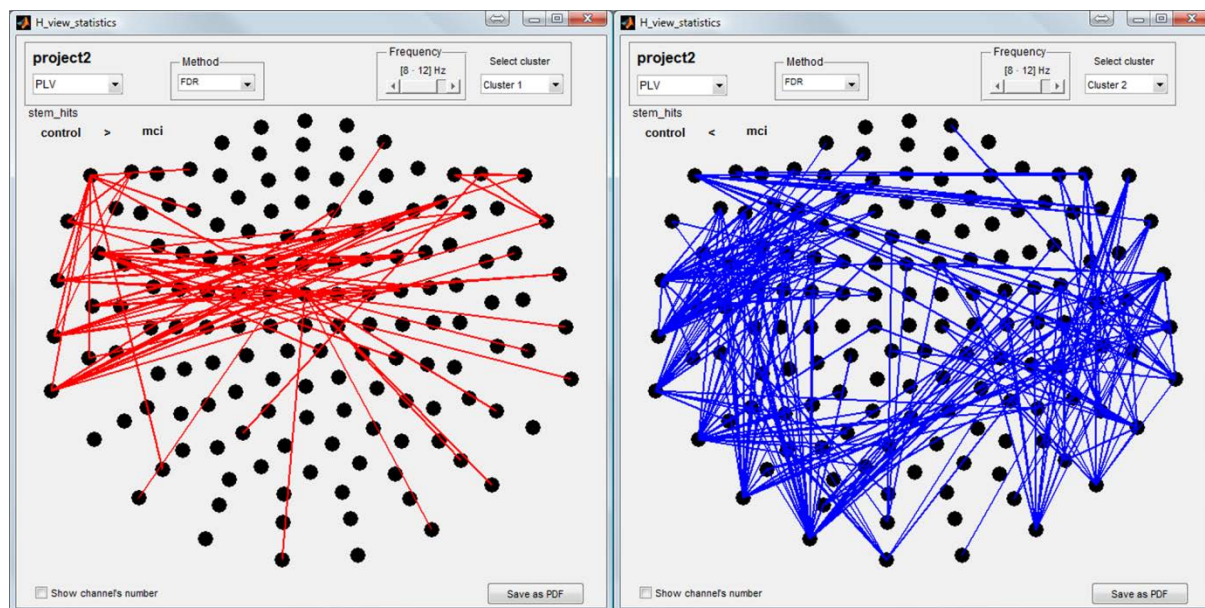 H_view_statistics
project2
Method
Frequency
Select cluster
[8 - 12] Hz
PLV
FDR
Cluster 1
stem_hits
control > mci
Show channel's number
Save as PDF
H_view_statistics
project2
Method
Frequency
Select cluster
[8 - 12] Hz
PLV
FDR
Cluster 2
stem_hits
control < mci
Show channel's number
Save as PDF